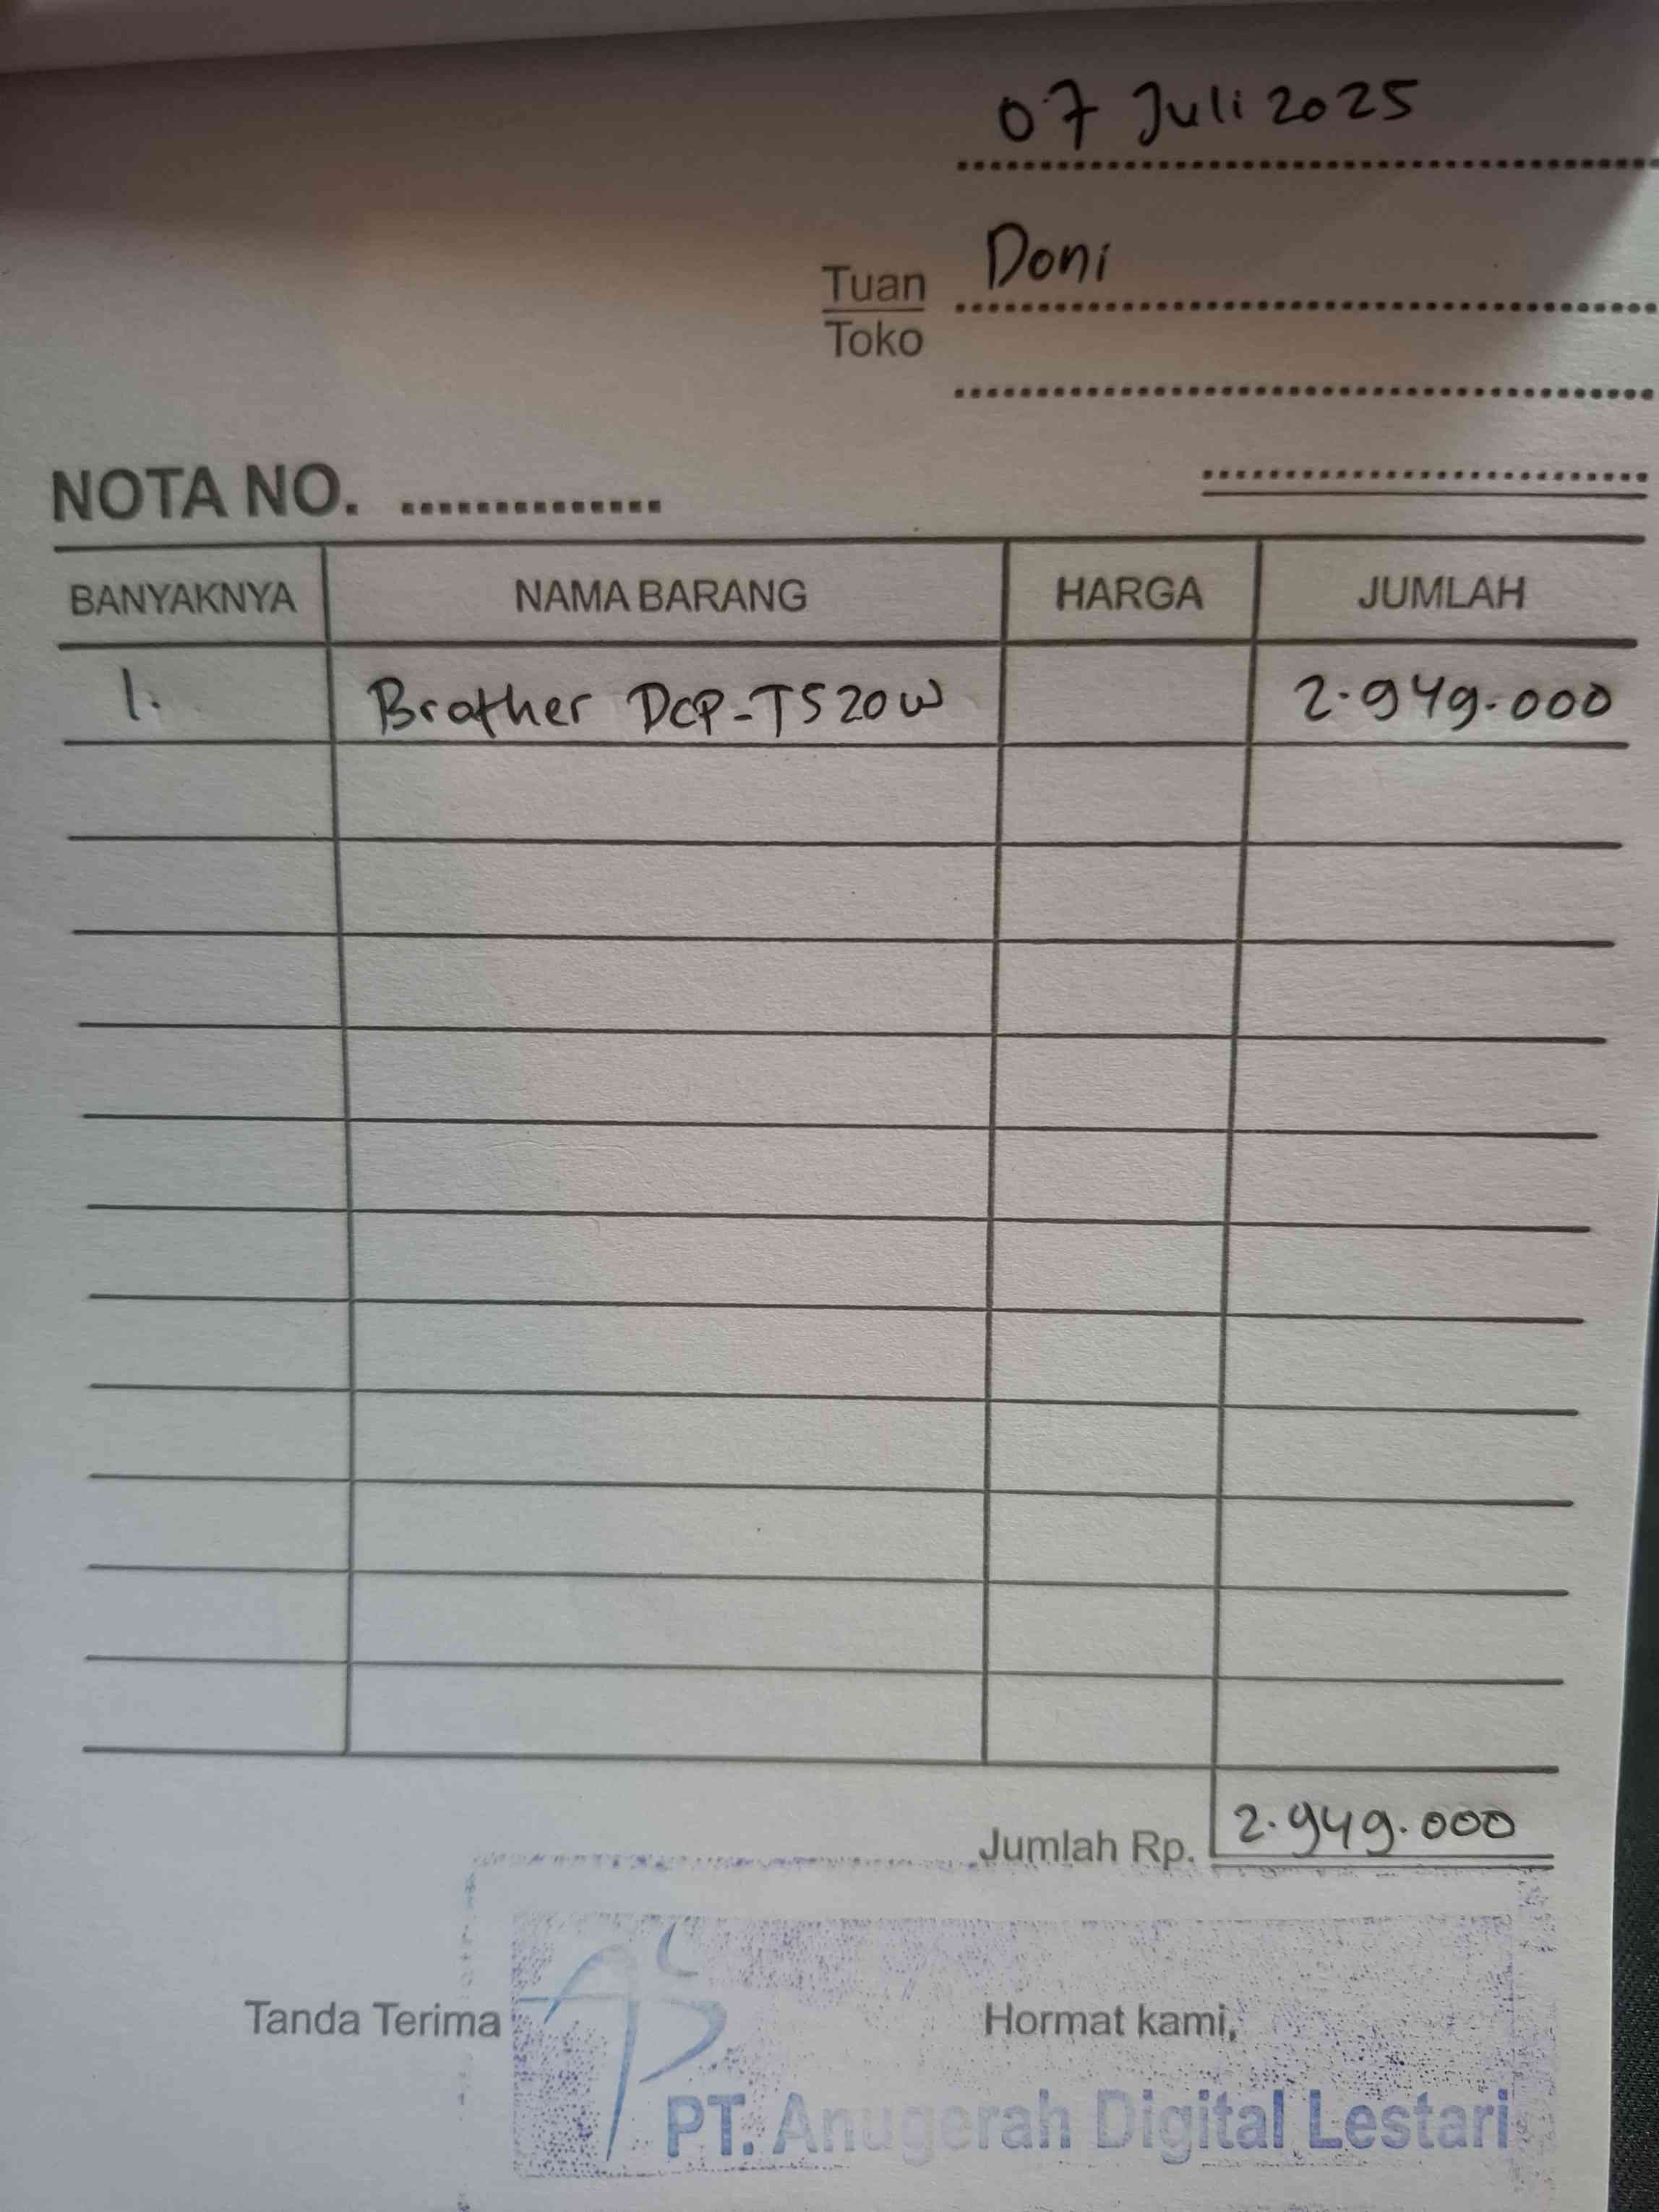 07 Juli 2025
Tuan Doni
Toko
NOTA NO. ..............
BANYAKNYA NAMA BARANG HARGA JUMLAH
1. Brother DCP-T520W 2.949.000
Jumlah Rp. 2.949.000
Tanda Terima Hormat kami,
PT. Anugerah Digital Lestari